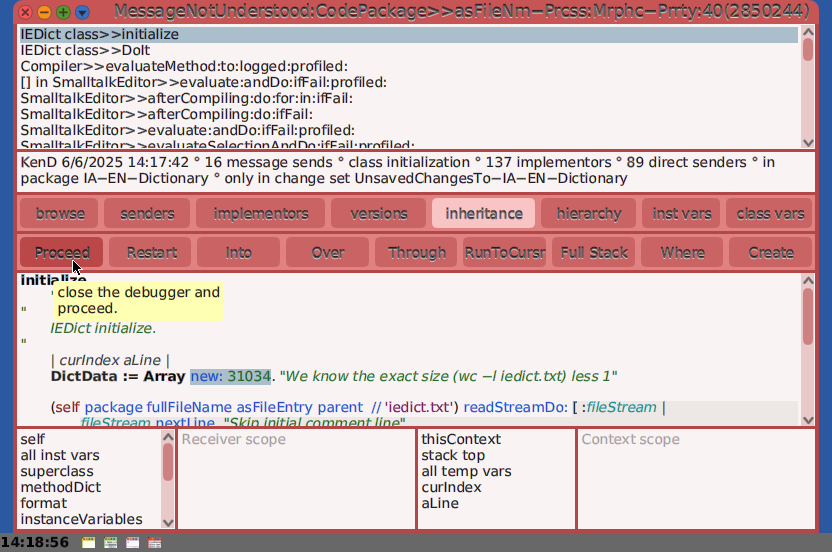 MessageNotUnderstood:CodePackage>>asFileNm−Prcss:Mrphc−Prrty:40(2850244)
IEDict class>>initialize
IEDict class>>DoIt
Compiler>>evaluateMethod:to:logged:profiled:
[] in SmalltalkEditor>>evaluate:andDo:ifFail:profiled:
SmalltalkEditor>>afterCompiling:do:for:in:ifFail:
SmalltalkEditor>>afterCompiling:do:ifFail:
SmalltalkEditor>>evaluate:andDo:ifFail:profiled:
SmalltalkEditor>>evaluateSelectionAndDo:ifFail:profiled:
KenD 6/6/2025 14:17:42 ° 16 message sends ° class initialization ° 137 implementors ° 89 direct senders ° in
package IA−EN−Dictionary ° only in change set UnsavedChangesTo−IA−EN−Dictionary
browse senders implementors versions inheritance hierarchy inst vars class vars
Proceed Restart Into Over Through RunToCursr Full Stack Where Create
initialize
close the debugger and
proceed.
"
IEDict initialize.
"
| curIndex aLine |
DictData := Array new: 31034. "We know the exact size (wc −l iedict.txt) less 1"
(self package fullFileName asFileEntry parent // 'iedict.txt') readStreamDo: [ :fileStream |
fileStream nextLine. "Skip initial comment line"
self
all inst vars
superclass
methodDict
format
instanceVariables
Receiver scope
thisContext
stack top
all temp vars
curIndex
aLine
Context scope
14:18:56